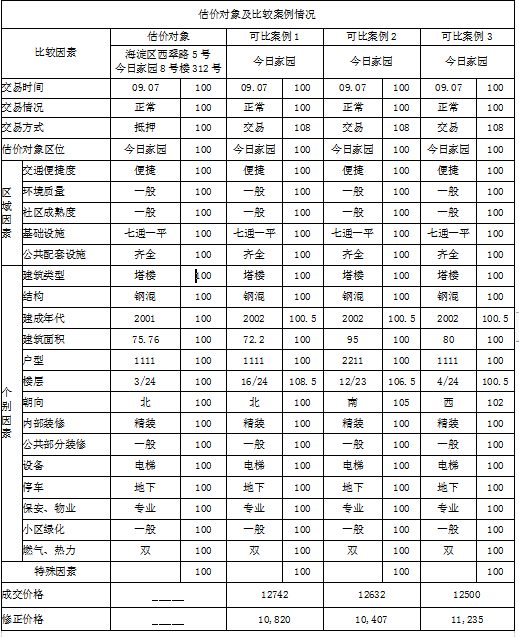 估价对象及比较案例情况
比较因素 估价对象 可比案例 1 可比案例 2 可比案例 3
海淀区西翠路 5 号
今日家园 8 号楼 312 号 今日家园 今日家园 今日家园
交易时间 09.07 100 09.07 100 09.07 100 09.07 100
交易情况 正常 100 正常 100 正常 100 正常 100
交易方式 抵押 100 交易 108 交易 108 交易 108
估价对象区位 今日家园 100 今日家园 100 今日家园 100 今日家园 100
区域因素
交通便捷度 便捷 100 便捷 100 便捷 100 便捷 100
环境质量 一般 100 一般 100 一般 100 一般 100
社区成熟度 一般 100 一般 100 一般 100 一般 100
基础设施 七通一平 100 七通一平 100 七通一平 100 七通一平 100
公共配套设施 齐全 100 齐全 100 齐全 100 齐全 100
个别因素
建筑类型 塔楼 100 塔楼 100 塔楼 100 塔楼 100
结构 钢混 100 钢混 100 钢混 100 钢混 100
建成年代 2001 100 2002 100.5 2002 100.5 2002 100.5
建筑面积 75.76 100 72.2 100 95 100 80 100
户型 1111 100 1111 100 2211 100 1111 100
楼层 3/24 100 16/24 108.5 12/23 106.5 4/24 100.5
朝向 北 100 北 100 南 105 西 102
内部装修 精装 100 精装 100 精装 100 精装 100
公共部分装修 一般 100 一般 100 一般 100 一般 100
设备 电梯 100 电梯 100 电梯 100 电梯 100
停车 地下 100 地下 100 地下 100 地下 100
保安、物业 专业 100 专业 100 专业 100 专业 100
小区绿化 一般 100 一般 100 一般 100 一般 100
燃气、热力 双 100 双 100 双 100 双 100
特殊因素 100 100 100 100
成交价格 _____ 12742 12632 12500
修正价格 _____ 10,820 10,407 11,235